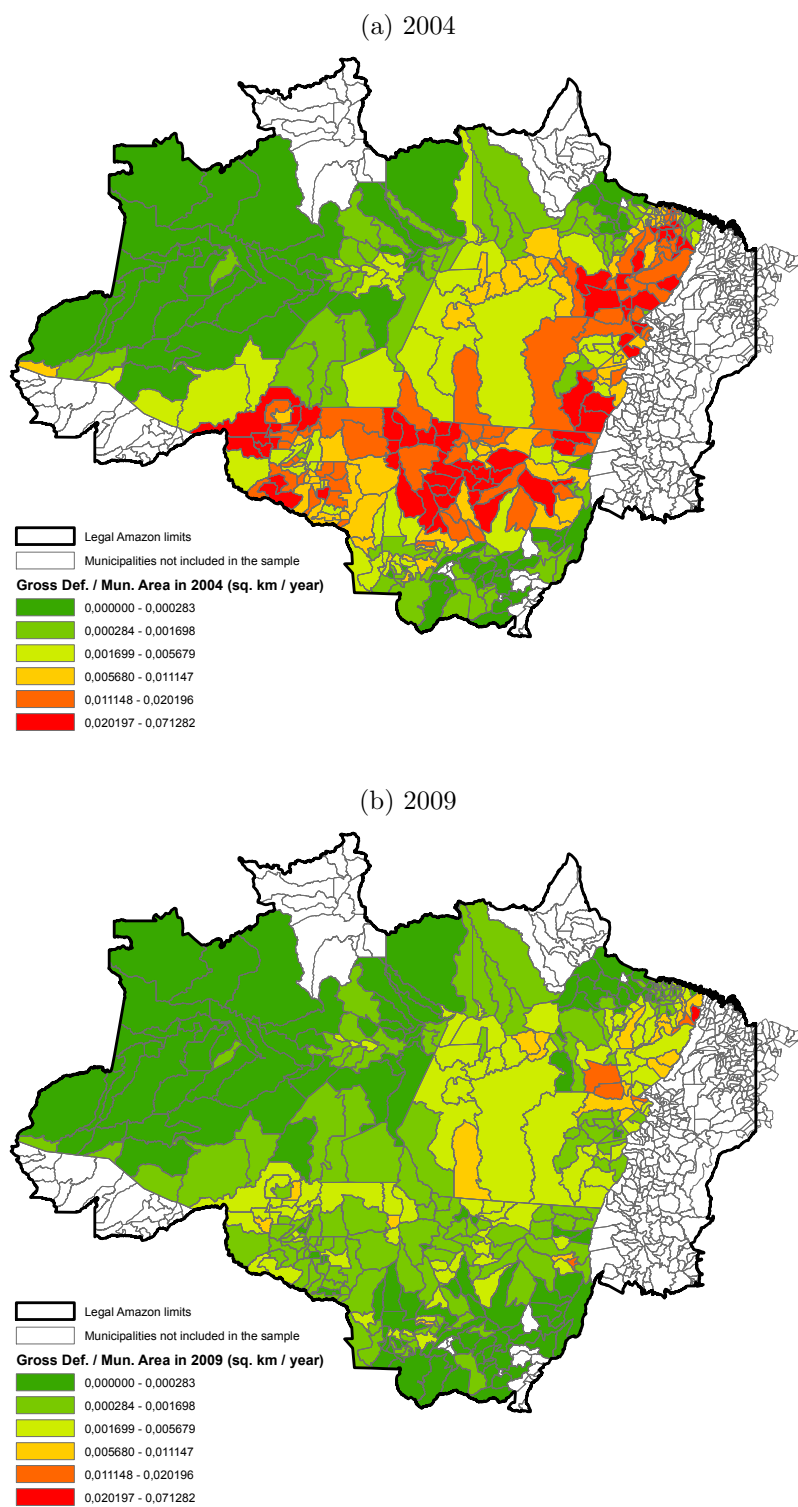 (a) 2004
Legal Amazon limits
Municipalities not included in the sample
Gross Def. / Mun. Area in 2004 (sq. km / year)
0,000000 - 0,000283
0,000284 - 0,001698
0,001699 - 0,005679
0,005680 - 0,011147
0,011148 - 0,020196
0,020197 - 0,071282
(b) 2009
Legal Amazon limits
Municipalities not included in the sample
Gross Def. / Mun. Area in 2009 (sq. km / year)
0,000000 - 0,000283
0,000284 - 0,001698
0,001699 - 0,005679
0,005680 - 0,011147
0,011148 - 0,020196
0,020197 - 0,071282